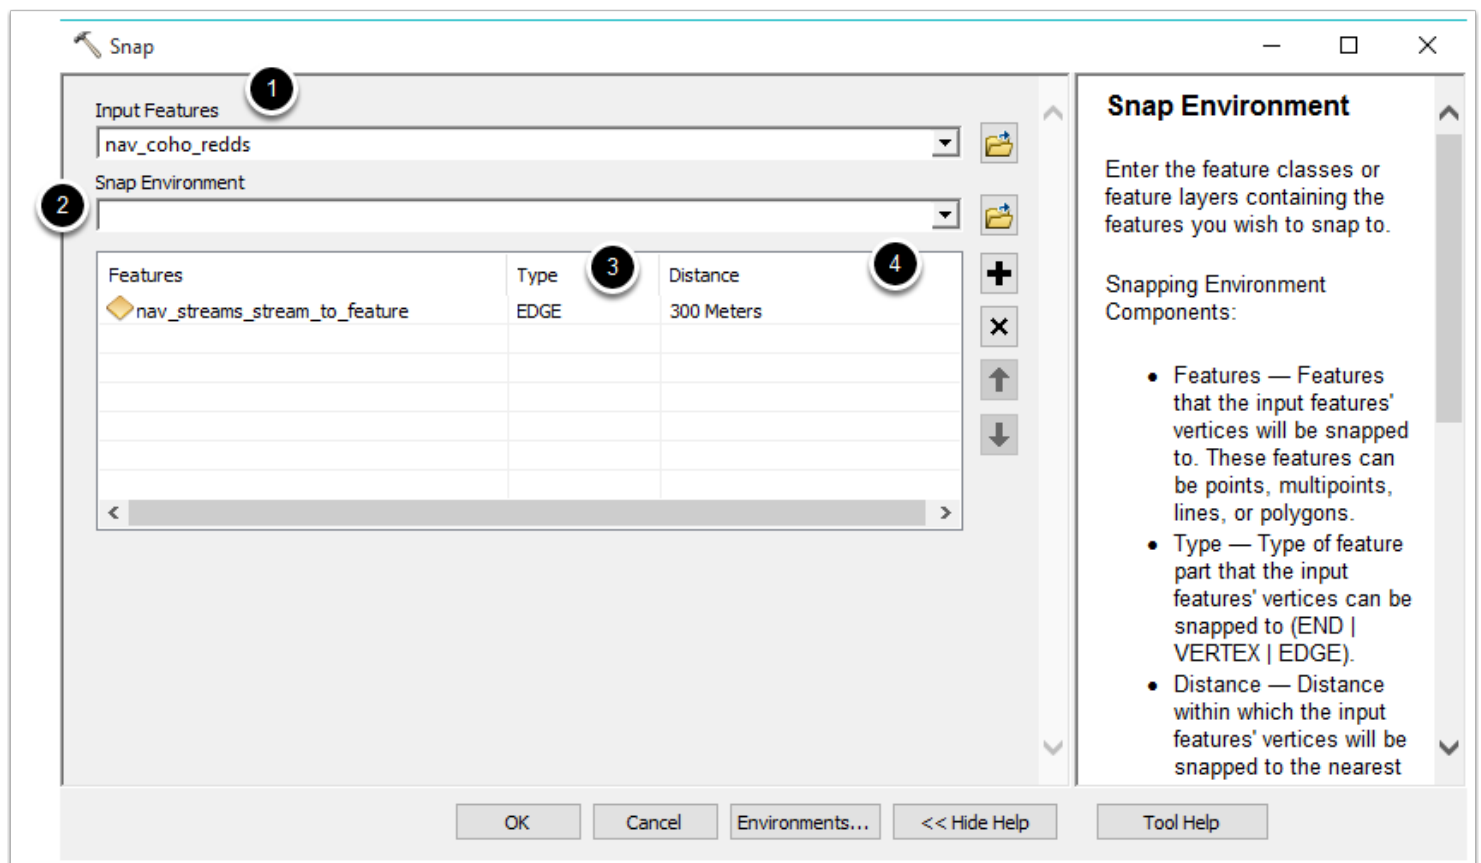 Snap
1
Input Features
nav_coho_redds
Snap Environment
2
Features Type 3 Distance 4
nav_streams_stream_to_feature EDGE 300 Meters
OK Cancel Environments... << Hide Help Tool Help
Snap Environment
Enter the feature classes or
feature layers containing the
features you wish to snap to.
Snapping Environment
Components:
• Features — Features
that the input features'
vertices will be snapped
to. These features can
be points, multipoints,
lines, or polygons.
• Type — Type of feature
part that the input
features' vertices can be
snapped to (END |
VERTEX | EDGE).
• Distance — Distance
within which the input
features' vertices will be
snapped to the nearest